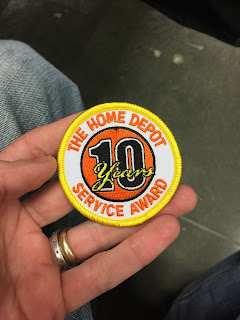 THE HOME DEPOT
10
Years
SERVICE AWARD